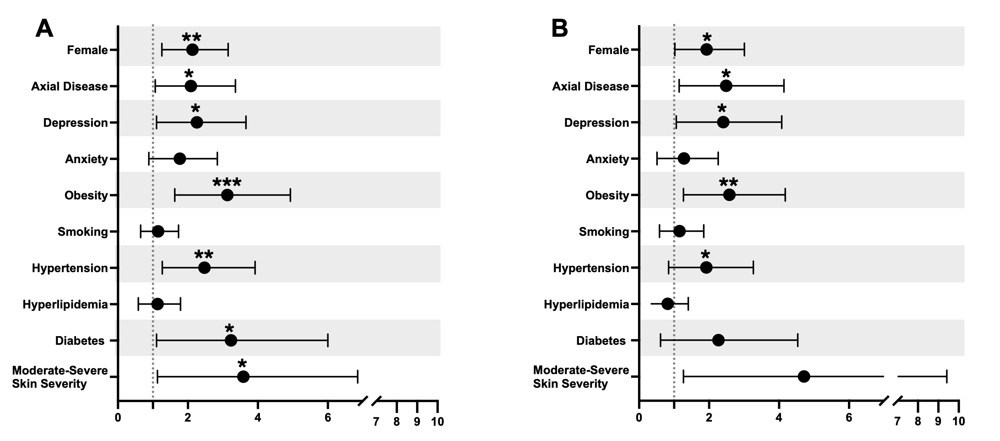 A
**
Female
*
Axial Disease
*
Depression
Anxiety
***
Obesity
Smoking
**
Hypertension
Hyperlipidemia
*
Diabetes
*
Moderate-Severe
Skin Severity
0 2 4 6 7 8 9 10
B
*
Female
*
Axial Disease
*
Depression
Anxiety
**
Obesity
Smoking
*
Hypertension
Hyperlipidemia
Diabetes
Moderate-Severe
Skin Severity
0 2 4 6 7 8 9 10